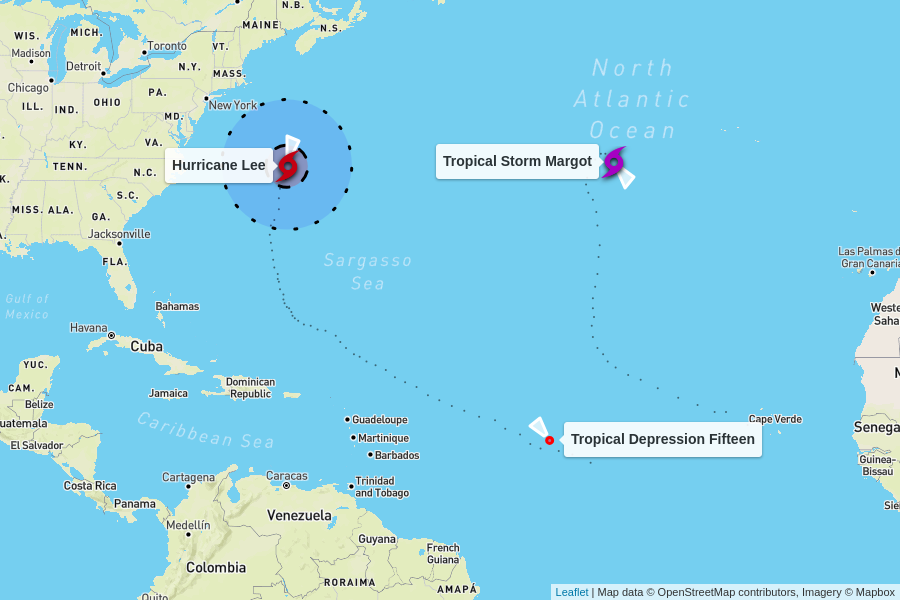 N.B.
MAINE
N.S.
WIS.
MICH.
Toronto
VT.
Madison
Detroit
N.Y.
MASS.
Chicago
PA.
North
Atlantic
Ocean
ILL.
IND.
OHIO
New York
MD.
KY.
VA.
Hurricane Lee
Tropical Storm Margot
K.
TENN.
N.C.
S.C.
MISS.
ALA.
GA.
Jacksonville
FLA.
Sargasso
Sea
Las Palmas d
Gran Canaria
Gulf of
Mexico
Bahamas
Weste
Saha
Havana
Cuba
YUC.
CAM.
Dominican
Republic
Jamaica
Belize
Guadeloupe
Cape Verde
uatemala
Caribbean Sea
Martinique
Tropical Depression Fifteen
Senega
El Salvador
Barbados
Guinea-
Bissau
Costa Rica
Cartagena
Caracas
Trinidad
and Tobago
Panama
Sie
Venezuela
Medellín
Guyana
French
Guiana
Colombia
RORAIMA
AMAPÁ
Quito
Leaflet | Map data © OpenStreetMap contributors, Imagery © Mapbox